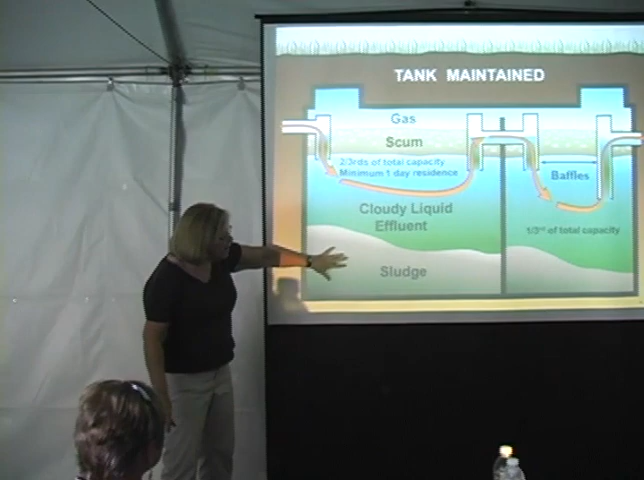 TANK MAINTAINED
Gas
Scum
2/3rds of total capacity
Minimum 1 day residence
Baffles
Cloudy Liquid
Effluent
1/3rd of total capacity
Sludge